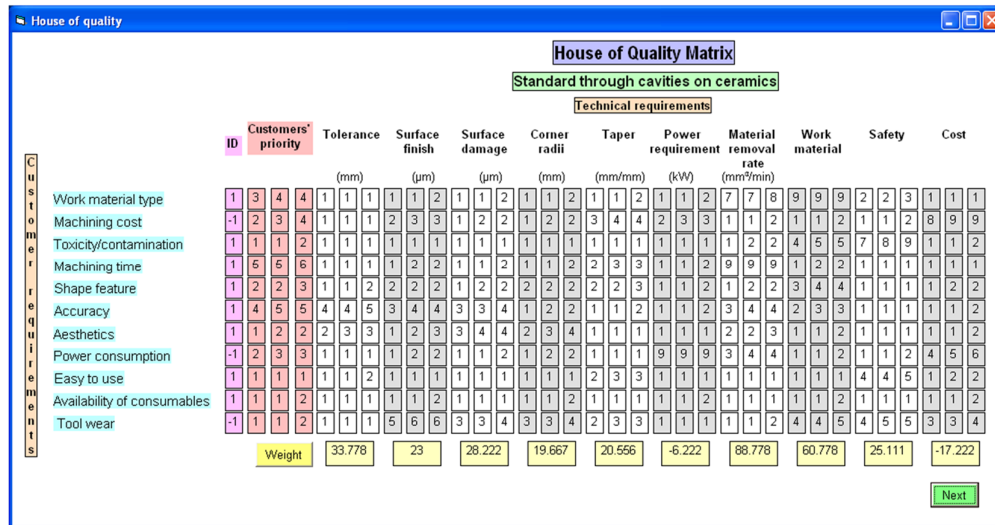 House of quality
House of Quality Matrix
Standard through cavities on ceramics
Technical requirements
ID Customers' priority Tolerance (mm) Surface finish (µm) Surface damage (µm) Corner radii (mm) Taper (mm/mm) Power requirement (kW) Material removal rate (mm³/min) Work material Safety Cost
Customer requirements
Work material type 1 3 4 4 1 1 1 1 1 2 1 1 2 1 1 2 1 1 2 1 1 2 7 7 8 9 9 9 2 2 3 1 1 1
Machining cost -1 2 3 4 1 1 1 2 3 3 1 2 2 1 1 2 3 4 4 2 3 3 1 1 2 1 1 2 1 1 2 8 9 9
Toxicity/contamination 1 1 1 2 1 1 1 1 1 1 1 1 1 1 1 1 1 1 1 1 1 1 1 2 2 4 5 5 7 8 9 1 1 2
Machining time 1 5 5 6 1 1 1 1 2 2 1 1 2 1 2 2 2 3 3 1 1 2 9 9 9 1 2 2 1 1 1 1 1 1
Shape feature 1 2 2 3 1 1 2 1 1 2 1 1 2 1 2 2 2 2 3 1 1 2 1 2 2 3 4 4 1 1 1 1 1 2
Accuracy 1 4 5 5 4 4 5 3 4 4 3 3 4 1 2 2 1 1 2 1 1 1 3 4 4 2 3 3 1 1 1 1 1 2
Aesthetics 1 1 2 2 2 3 3 1 2 3 3 4 4 2 3 4 1 1 1 1 1 1 2 2 3 1 1 2 1 1 1 1 1 2
Power consumption -1 2 3 3 1 1 1 1 2 2 1 1 2 1 2 2 1 1 1 9 9 9 3 4 4 1 1 2 1 1 2 4 5 6
Easy to use 1 1 1 1 1 1 2 1 1 1 1 1 1 1 1 1 2 3 3 1 1 1 1 1 1 1 1 1 4 4 5 1 2 2
Availability of consumables 1 1 1 2 1 1 1 1 1 2 1 1 1 1 1 2 1 1 1 1 1 2 1 1 1 1 1 2 1 1 1 1 1 2
Tool wear -1 1 1 2 1 1 1 5 6 6 3 3 4 3 3 4 2 3 3 1 1 1 1 1 2 4 4 5 4 5 5 3 3 4
Weight 33.778 23 28.222 19.667 20.556 -6.222 88.778 60.778 25.111 -17.222
Next